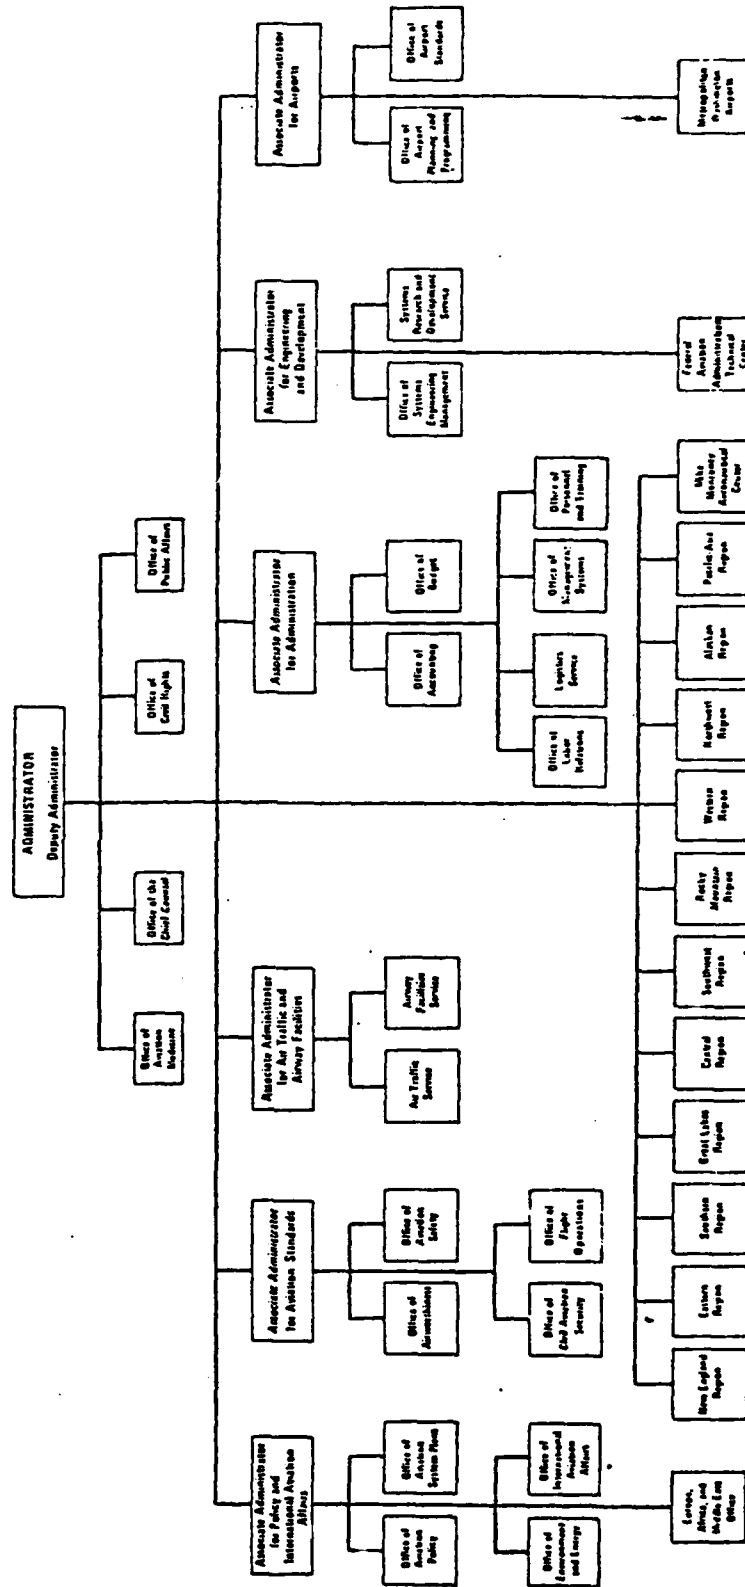 ADMINISTRATOR
Deputy Administrator
Office of
Aviation
Medicine
Office of the
Chief Counsel
Office of
Civil Rights
Office of
Public Affairs
Associate Administrator
for Policy and
International Aviation
Affairs
Associate Administrator
for Aviation Standards
Associate Administrator
for Air Traffic and
Airway Facilities
Associate Administrator
for Administration
Associate Administrator
for Engineering
and Development
Associate Administrator
for Airports
Office of
Aviation
Policy
Office of
Aviation
System Plans
Office of
Airworthiness
Office of
Aviation
Safety
Air Traffic
Service
Airway
Facilities
Service
Office of
Accounting
Office of
Budget
Office of
Systems
Engineering
Management
Systems
Research and
Development
Service
Office of
Airport
Planning and
Programming
Office of
Airport
Standards
Office of
Environment
and Energy
Office of
International
Aviation
Affairs
Office of
Civil Aviation
Security
Office of
Flight
Operations
Office of
Labor
Relations
Logistics
Service
Office of
Management
Systems
Office of
Personnel
and Training
Europe,
Africa, and
Middle East
Office
New England
Region
Eastern
Region
Southern
Region
Great Lakes
Region
Central
Region
Southwest
Region
Rocky
Mountain
Region
Western
Region
Northwest
Region
Alaskan
Region
Pacific-Asia
Region
Mike
Monroney
Aeronautical
Center
Federal
Aviation
Administration
Technical
Center
Metropolitan
Washington
Airports